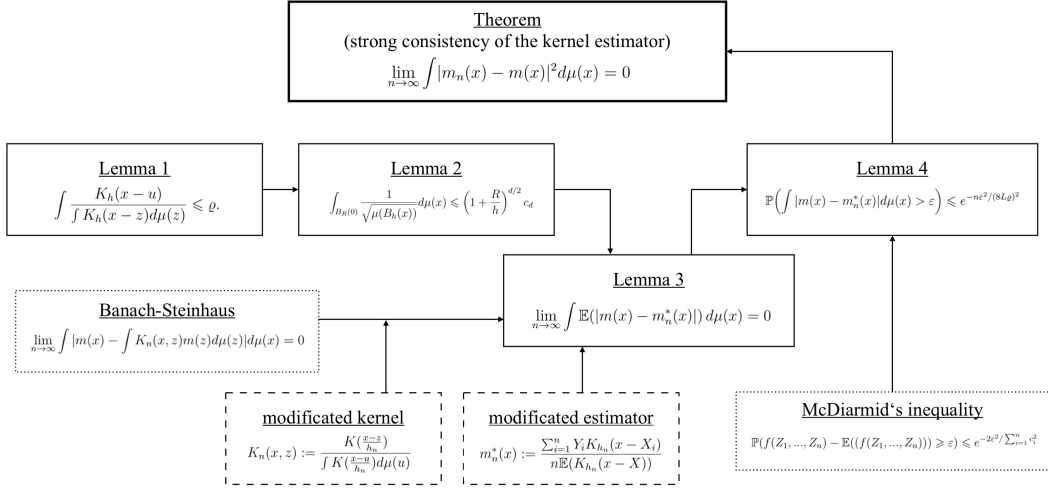 Theorem
(strong consistency of the kernel estimator)
$\lim_{n\to\infty} \int |m_n(x) - m(x)|^2 d\mu(x) = 0$
Lemma 1
$\int \frac{K_h(x-u)}{\int K_h(x-z)d\mu(z)} \leqslant \varrho.$
Lemma 2
$\int_{B_R(0)} \frac{1}{\sqrt{\mu(B_h(x))}} d\mu(x) \leqslant \left(1 + \frac{R}{h}\right)^{d/2} c_d$
Lemma 4
$\mathbb{P}\left(\int |m(x) - m_n^*(x)| d\mu(x) > \varepsilon\right) \leqslant e^{-n\varepsilon^2/(8L\varrho)^2}$
Lemma 3
$\lim_{n\to\infty} \int \mathbb{E}(|m(x) - m_n^*(x)|) \, d\mu(x) = 0$
Banach-Steinhaus
$\lim_{n\to\infty} \int |m(x) - \int K_n(x,z)m(z)d\mu(z)|d\mu(x) = 0$
modificated kernel
$K_n(x,z) := \frac{K(\frac{x-z}{h_n})}{\int K(\frac{x-u}{h_n})d\mu(u)}$
modificated estimator
$m_n^*(x) := \frac{\sum_{i=1}^n Y_i K_{h_n}(x - X_i)}{n\mathbb{E}(K_{h_n}(x - X))}$
McDiarmid‘s inequality
$\mathbb{P}(f(Z_1, ..., Z_n) - \mathbb{E}((f(Z_1, ..., Z_n))) \geqslant \varepsilon) \leqslant e^{-2\varepsilon^2/\sum_{i=1}^n c_i^2}$